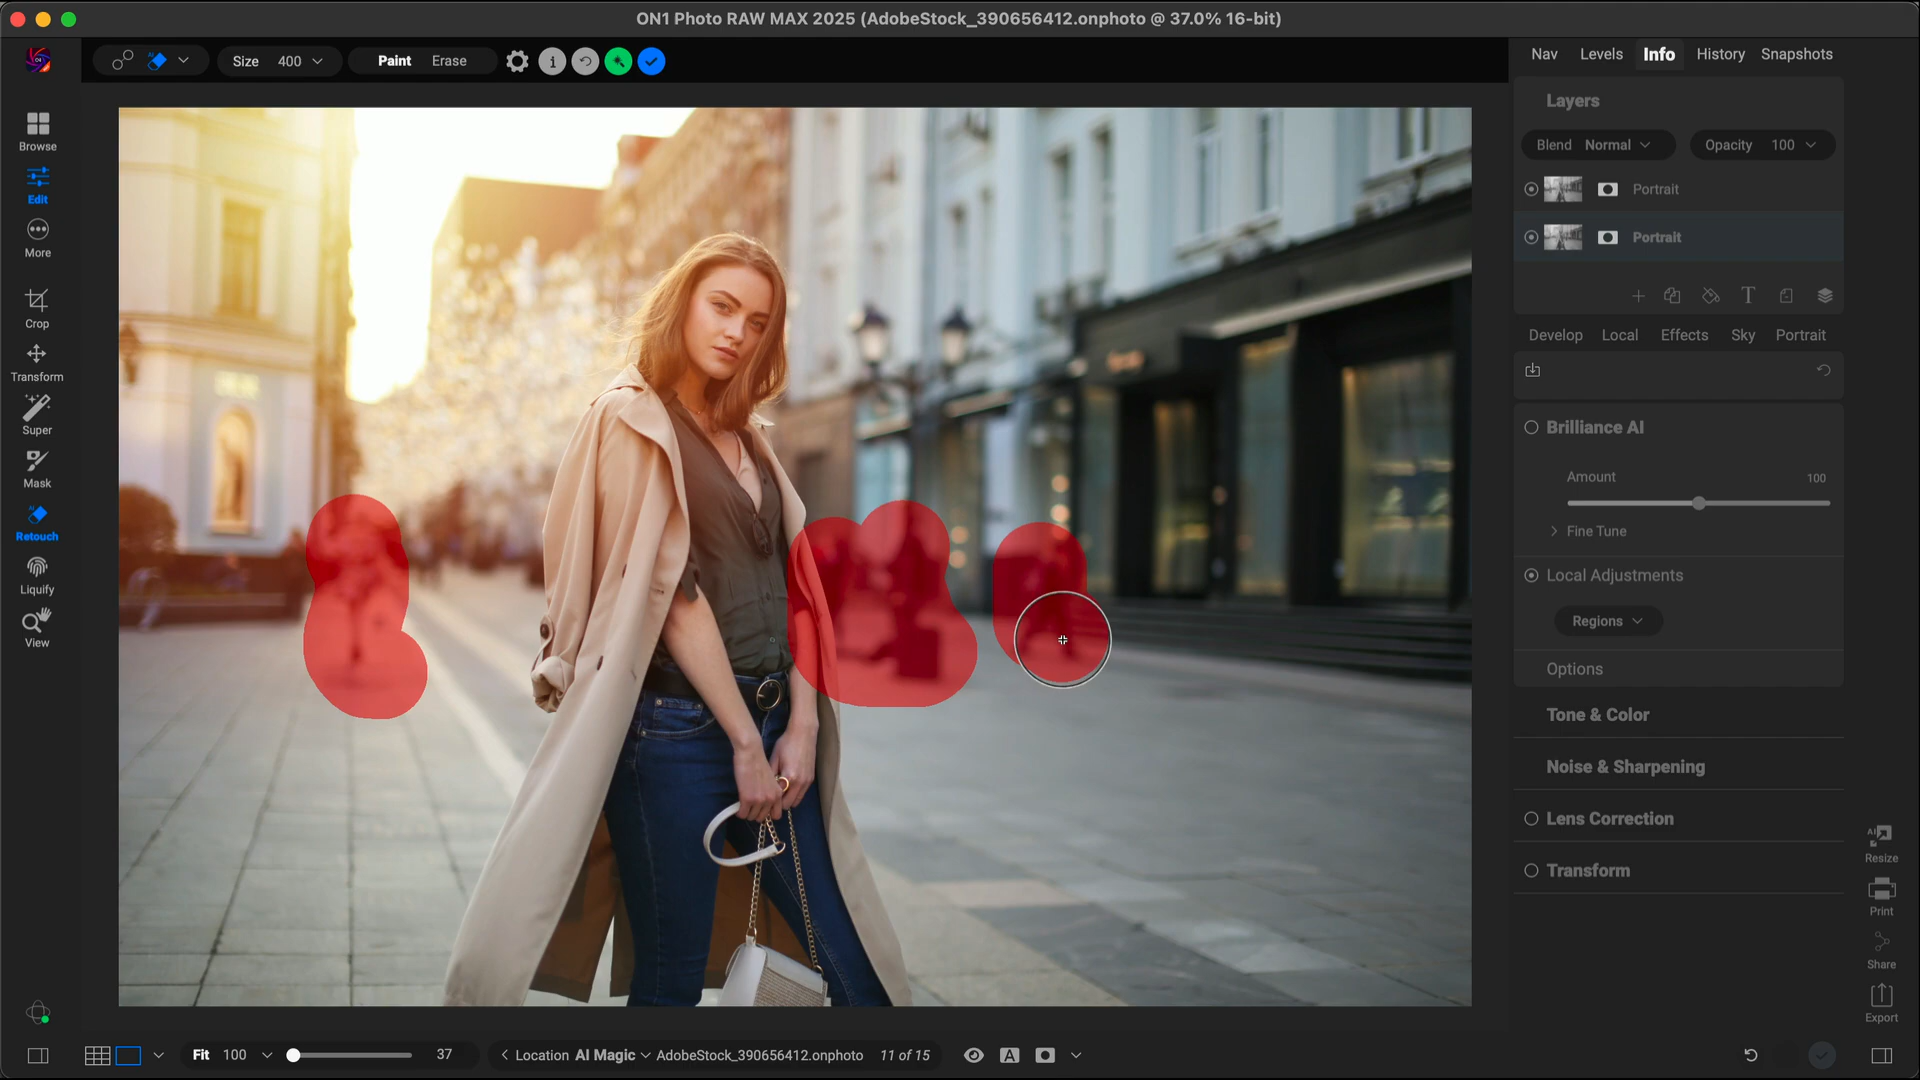 ON1 Photo RAW MAX 2025 (AdobeStock_390656412.onphoto @ 37.0% 16-bit)
AI Size 400 Paint Erase
Nav Levels Info History Snapshots
Browse
Edit
More
Crop
Transform
Super
Mask
AI
Retouch
Liquify
View
Layers
Blend Normal Opacity 100
Portrait
Portrait
T
Develop Local Effects Sky Portrait
Brilliance AI
Amount 100
Fine Tune
Local Adjustments
Regions
Options
Tone & Color
Noise & Sharpening
Lens Correction
Transform
AI
Resize
Print
Share
Export
Fit 100 37 Location AI Magic AdobeStock_390656412.onphoto 11 of 15 A